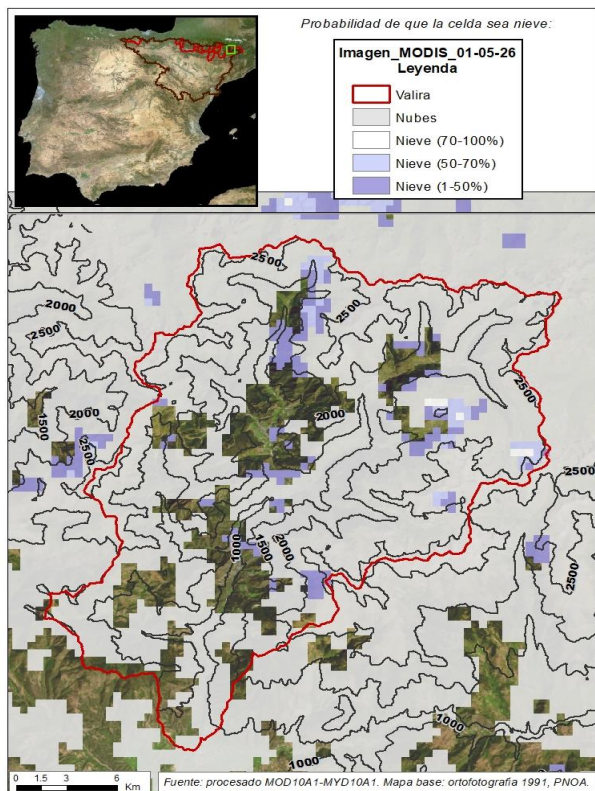 Probabilidad de que la celda sea nieve:
Imagen_MODIS_01-05-26
Leyenda
Valira
Nubes
Nieve (70-100%)
Nieve (50-70%)
Nieve (1-50%)
2500
2000
2500
2500
2500
2000
1500
2500
2000
2500
2500
1000
1500
2000
2500
1000
1000
0 1.5 3 6
Km
Fuente: procesado MOD10A1-MYD10A1. Mapa base: ortofotografia 1991, PNOA.